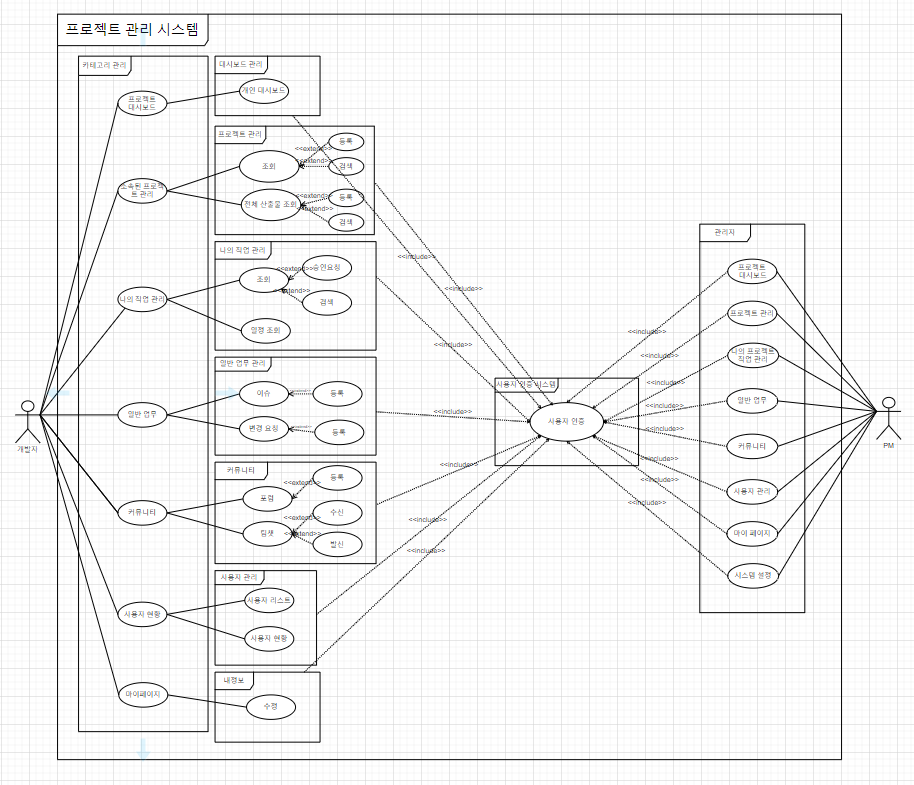 프로젝트 관리 시스템
카테고리 관리
프로젝트
대시보드
소속된 프로젝
트 관리
나의 직업 관리
일반 업무
커뮤니티
사용자 현황
마이페이지
개발자
대시보드 관리
개인 대시보드
프로젝트 관리
조회
<<extend>>
등록
<<extend>>
검색
전체 산출물 조회
<<extend>>
등록
<<extend>>
검색
나의 직업 관리
조회
<<extend>>
승인요청
<<extend>>
검색
일정 조회
일반 업무 관리
이슈
<<extend>>
등록
변경 요청
<<extend>>
등록
커뮤니티
포럼
<<extend>>
등록
팀챗
<<extend>>
수신
<<extend>>
발신
사용자 관리
사용자 리스트
사용자 현황
내정보
수정
<<include>>
<<include>>
<<include>>
<<include>>
<<include>>
<<include>>
<<include>>
사용자 인증 시스템
사용자 인증
<<include>>
<<include>>
<<include>>
<<include>>
<<include>>
<<include>>
<<include>>
<<include>>
관리자
프로젝트
대시보드
프로젝트 관리
나의 프로젝트
직업 관리
일반 업무
커뮤니티
사용자 관리
마이 페이지
시스템 설정
PM